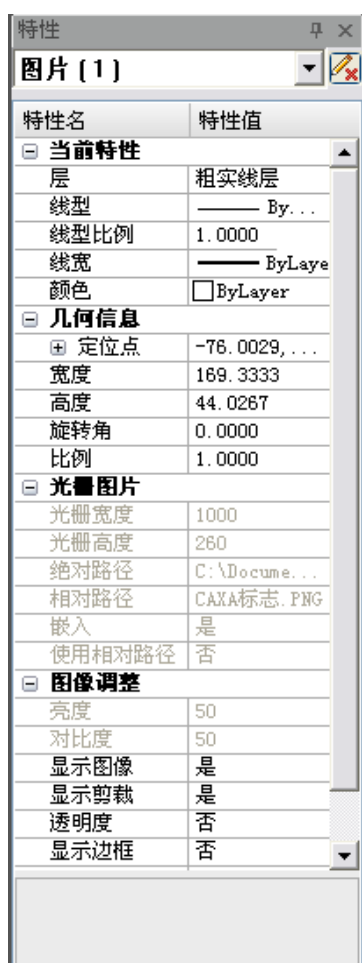 特性
图片 (1)
特性名 特性值
当前特性
层 粗实线层
线型 By...
线型比例 1.0000
线宽 ByLaye
颜色 ByLayer
几何信息
定位点 -76.0029,...
宽度 169.3333
高度 44.0267
旋转角 0.0000
比例 1.0000
光栅图片
光栅宽度 1000
光栅高度 260
绝对路径 C:\Docume...
相对路径 CAXA标志.PNG
嵌入 是
使用相对路径 否
图像调整
亮度 50
对比度 50
显示图像 是
显示剪裁 是
透明度 否
显示边框 否